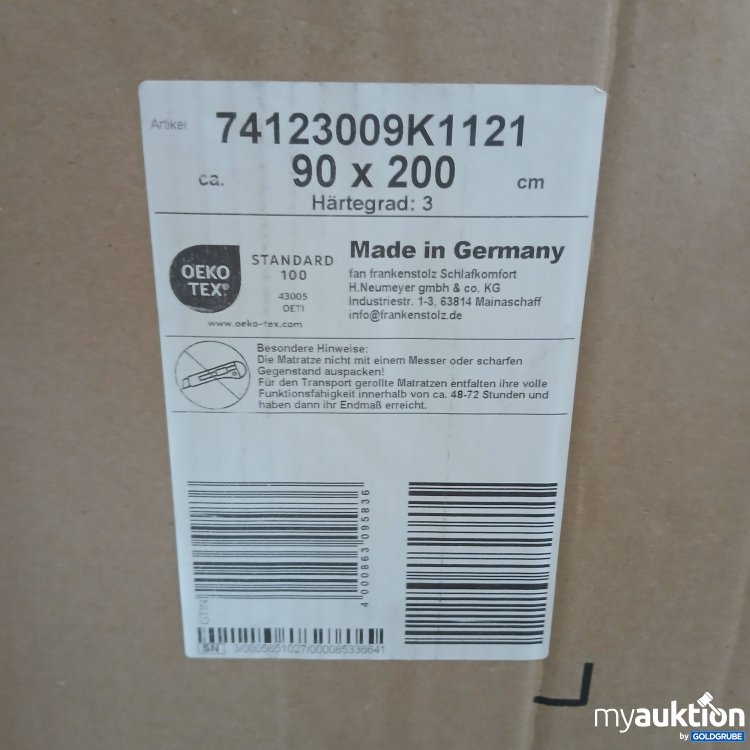 Artikel 74123009K1121
ca. 90 x 200 cm
Härtegrad: 3
OEKO
TEX®
STANDARD
100
43005
OETI
www.oeko-tex.com
Made in Germany
fan frankenstolz Schlafkomfort
H.Neumeyer gmbh & co. KG
Industriestr. 1-3, 63814 Mainaschaff
info@frankenstolz.de
Besondere Hinweise:
Die Matratze nicht mit einem Messer oder scharfen
Gegenstand auspacken!
Für den Transport gerollte Matratzen entfalten ihre volle
Funktionsfähigkeit innerhalb von ca. 48-72 Stunden und
haben dann ihr Endmaß erreicht.
GTIN
4 000863 095836
SN 3/0005651027/000085336641
myauktion
by GOLDGRUBE